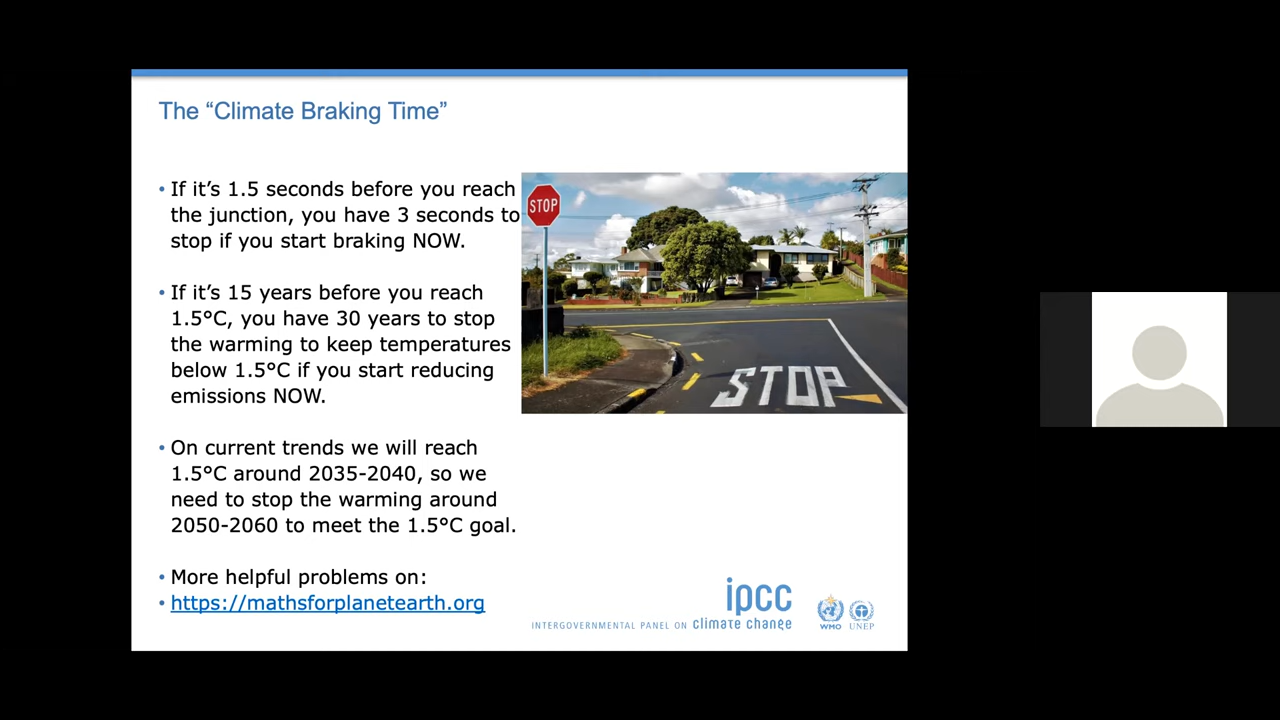 The “Climate Braking Time”
• If it’s 1.5 seconds before you reach
the junction, you have 3 seconds to
stop if you start braking NOW.
• If it’s 15 years before you reach
1.5°C, you have 30 years to stop
the warming to keep temperatures
below 1.5°C if you start reducing
emissions NOW.
• On current trends we will reach
1.5°C around 2035-2040, so we
need to stop the warming around
2050-2060 to meet the 1.5°C goal.
• More helpful problems on:
• https://mathsforplanetearth.org
STOP
STOP
ipcc
INTERGOVERNMENTAL PANEL ON climate change
WMO UNEP